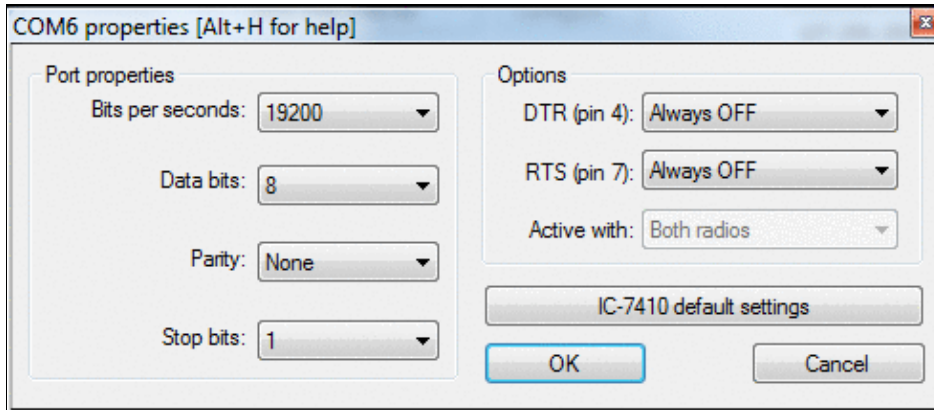 COM6 properties [Alt+H for help]
Port properties
Bits per seconds: 19200
Data bits: 8
Parity: None
Stop bits: 1
Options
DTR (pin 4): Always OFF
RTS (pin 7): Always OFF
Active with: Both radios
IC-7410 default settings
OK Cancel